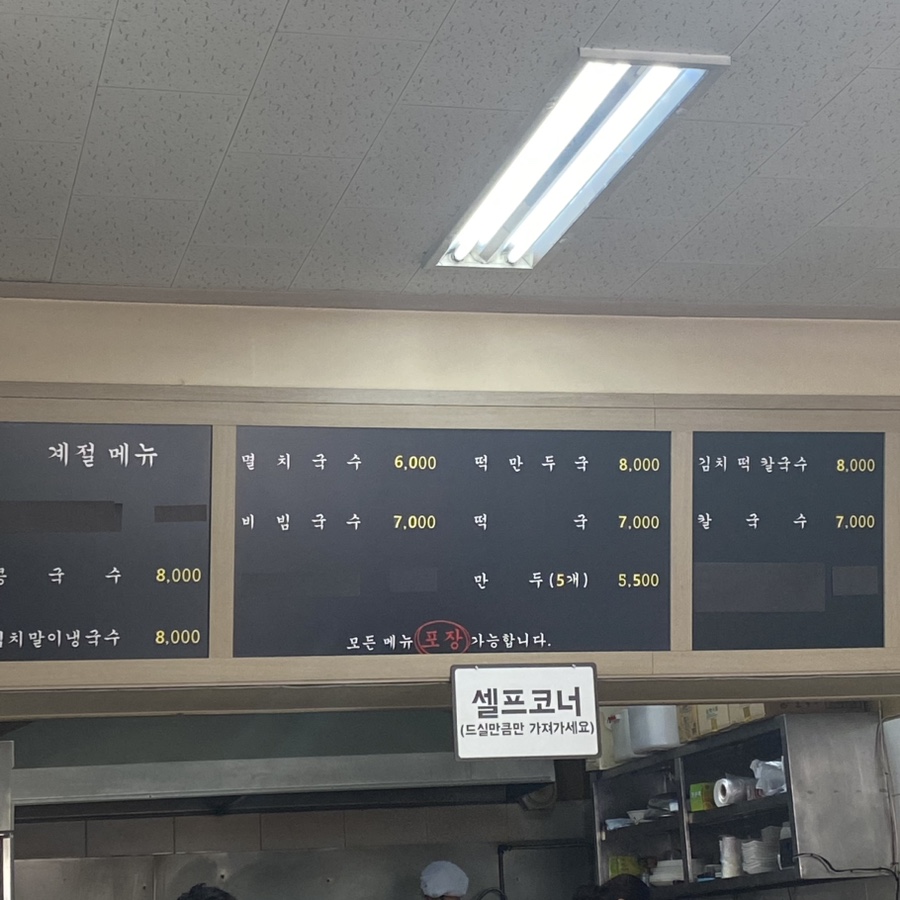 계절 메뉴
콩국수 8,000
김치말이냉국수 8,000
멸치국수 6,000
비빔국수 7,000
떡만두국 8,000
떡국 7,000
만두(5개) 5,500
모든 메뉴 포장 가능합니다.
김치떡칼국수 8,000
칼국수 7,000
셀프코너
(드실만큼만 가져가세요)